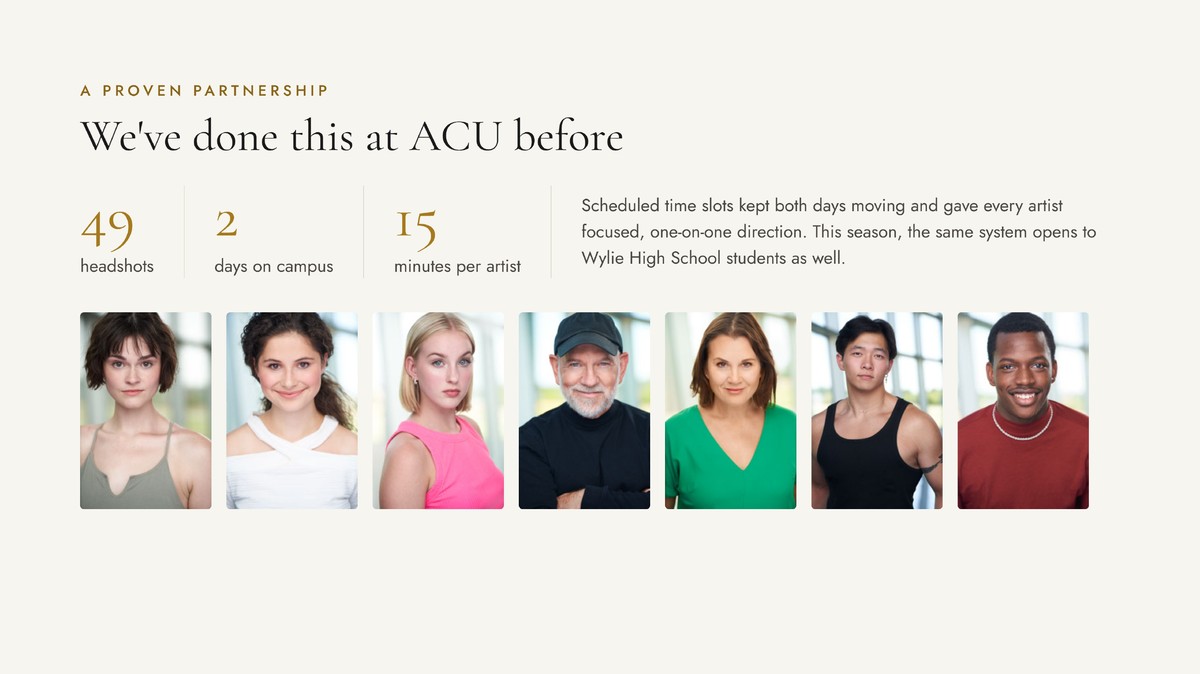 A PROVEN PARTNERSHIP
We've done this at ACU before
49
headshots
2
days on campus
15
minutes per artist
Scheduled time slots kept both days moving and gave every artist
focused, one-on-one direction. This season, the same system opens to
Wylie High School students as well.